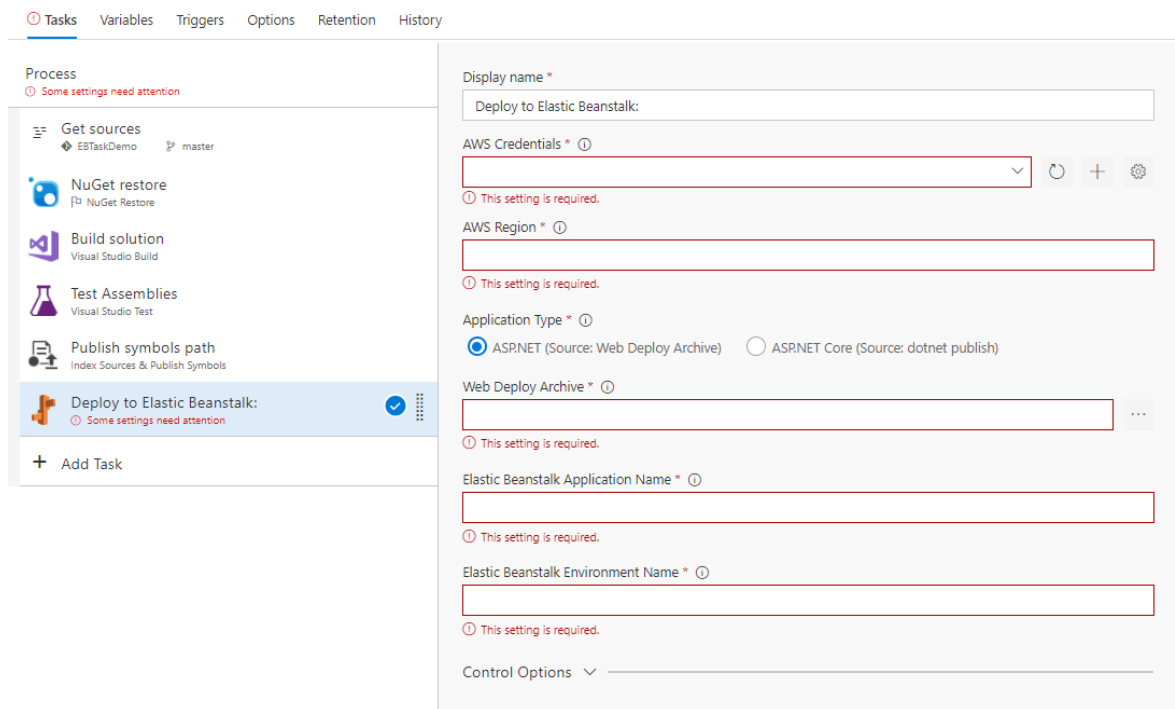 Tasks Variables Triggers Options Retention History
Process
Some settings need attention
Get sources
EBTaskDemo master
NuGet restore
NuGet Restore
Build solution
Visual Studio Build
Test Assemblies
Visual Studio Test
Publish symbols path
Index Sources & Publish Symbols
Deploy to Elastic Beanstalk:
Some settings need attention
+ Add Task
Display name *
Deploy to Elastic Beanstalk:
AWS Credentials *
This setting is required.
AWS Region *
This setting is required.
Application Type *
ASP.NET (Source: Web Deploy Archive) ASP.NET Core (Source: dotnet publish)
Web Deploy Archive *
...
This setting is required.
Elastic Beanstalk Application Name *
This setting is required.
Elastic Beanstalk Environment Name *
This setting is required.
Control Options